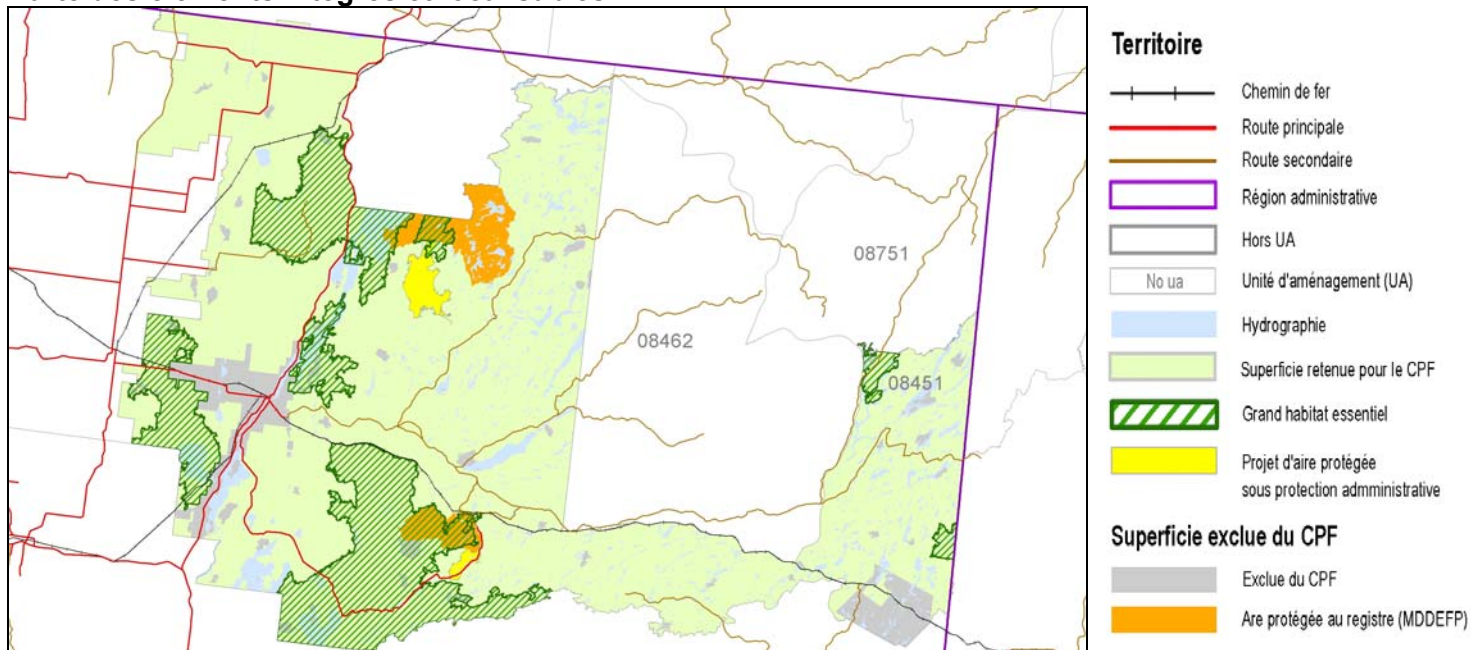 Territoire
Chemin de fer
Route principale
Route secondaire
Région administrative
Hors UA
No ua Unité d'aménagement (UA)
Hydrographie
Superficie retenue pour le CPF
Grand habitat essentiel
Projet d'aire protégée
sous protection admministrative
Superficie exclue du CPF
Exclue du CPF
Are protégée au registre (MDDEFP)
08751
08462
08451